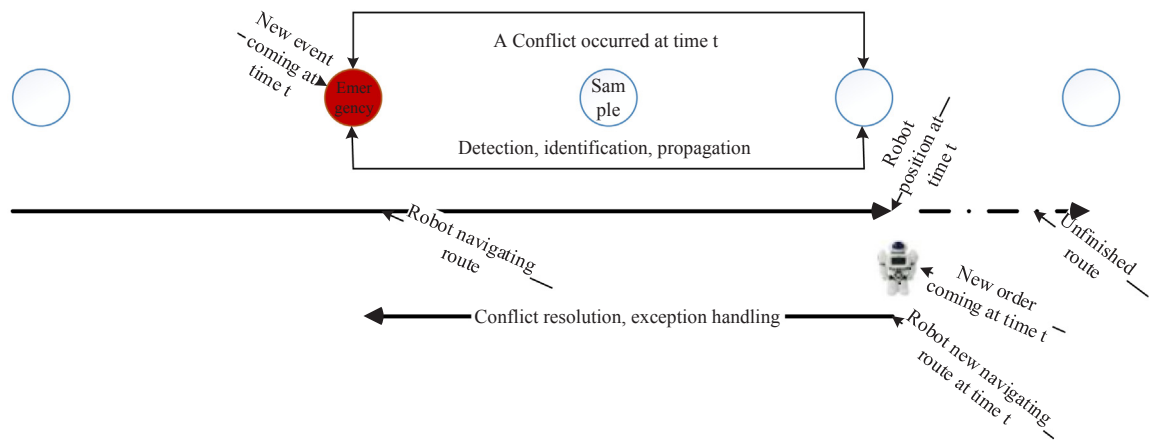 New event
coming at
time t
A Conflict occurred at time t
Emer
gency
Sam
ple
Detection, identification, propagation
Robot
position at
time t
Robot navigating
route
Unfinished
route
New order
coming at time t
Conflict resolution, exception handling
Robot new navigating
route at time t